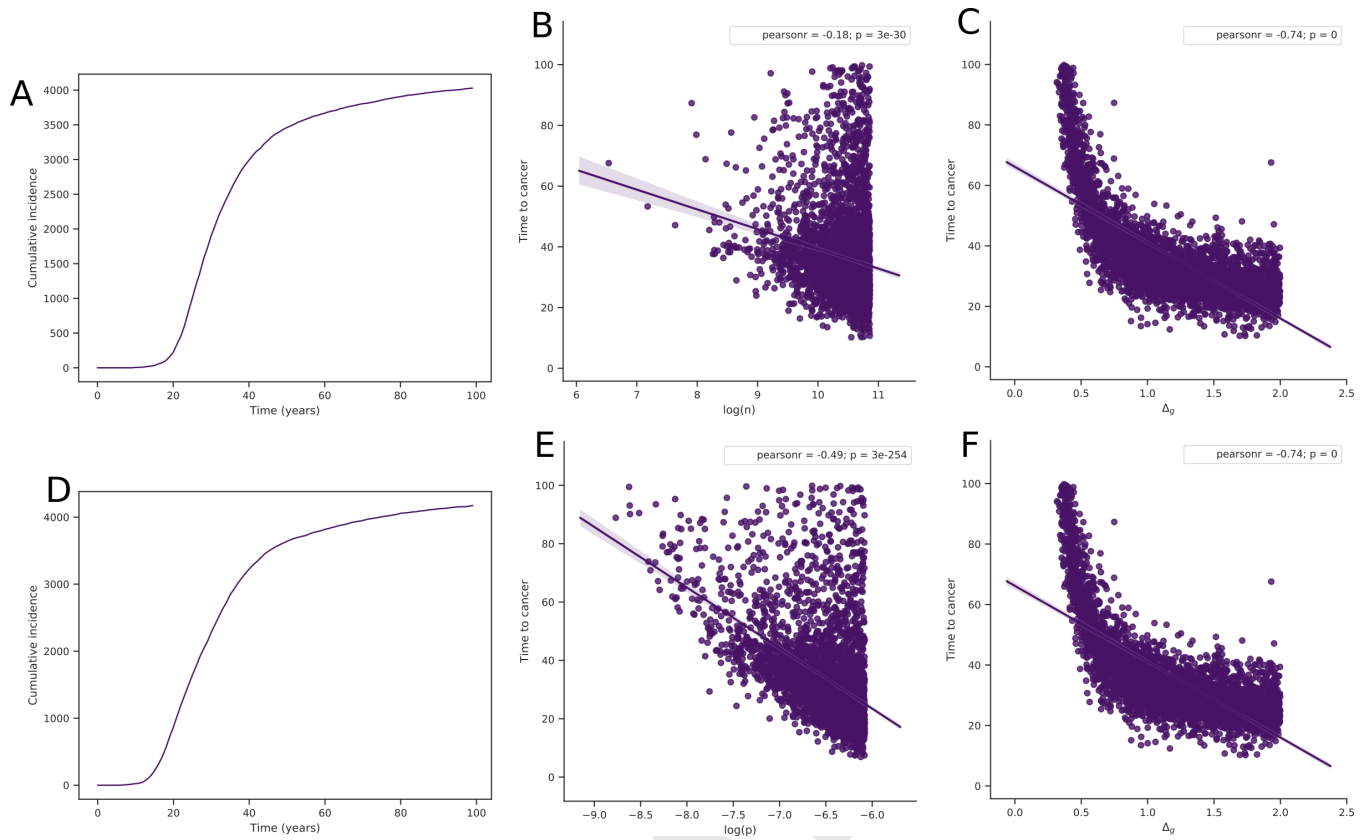 A
Cumulative incidence
4000
3500
3000
2500
2000
1500
1000
500
0
0 20 40 60 80 100
Time (years)
B
pearsonr = -0.18; p = 3e-30
Time to cancer
100
80
60
40
20
0
6 7 8 9 10 11
log(n)
C
pearsonr = -0.74; p = 0
Time to cancer
100
80
60
40
20
0
0.0 0.5 1.0 1.5 2.0 2.5
Δg
D
Cumulative incidence
4000
3000
2000
1000
0
0 20 40 60 80 100
Time (years)
E
pearsonr = -0.49; p = 3e-254
Time to cancer
100
80
60
40
20
0
-9.0 -8.5 -8.0 -7.5 -7.0 -6.5 -6.0
log(p)
F
pearsonr = -0.74; p = 0
Time to cancer
100
80
60
40
20
0
0.0 0.5 1.0 1.5 2.0 2.5
Δg